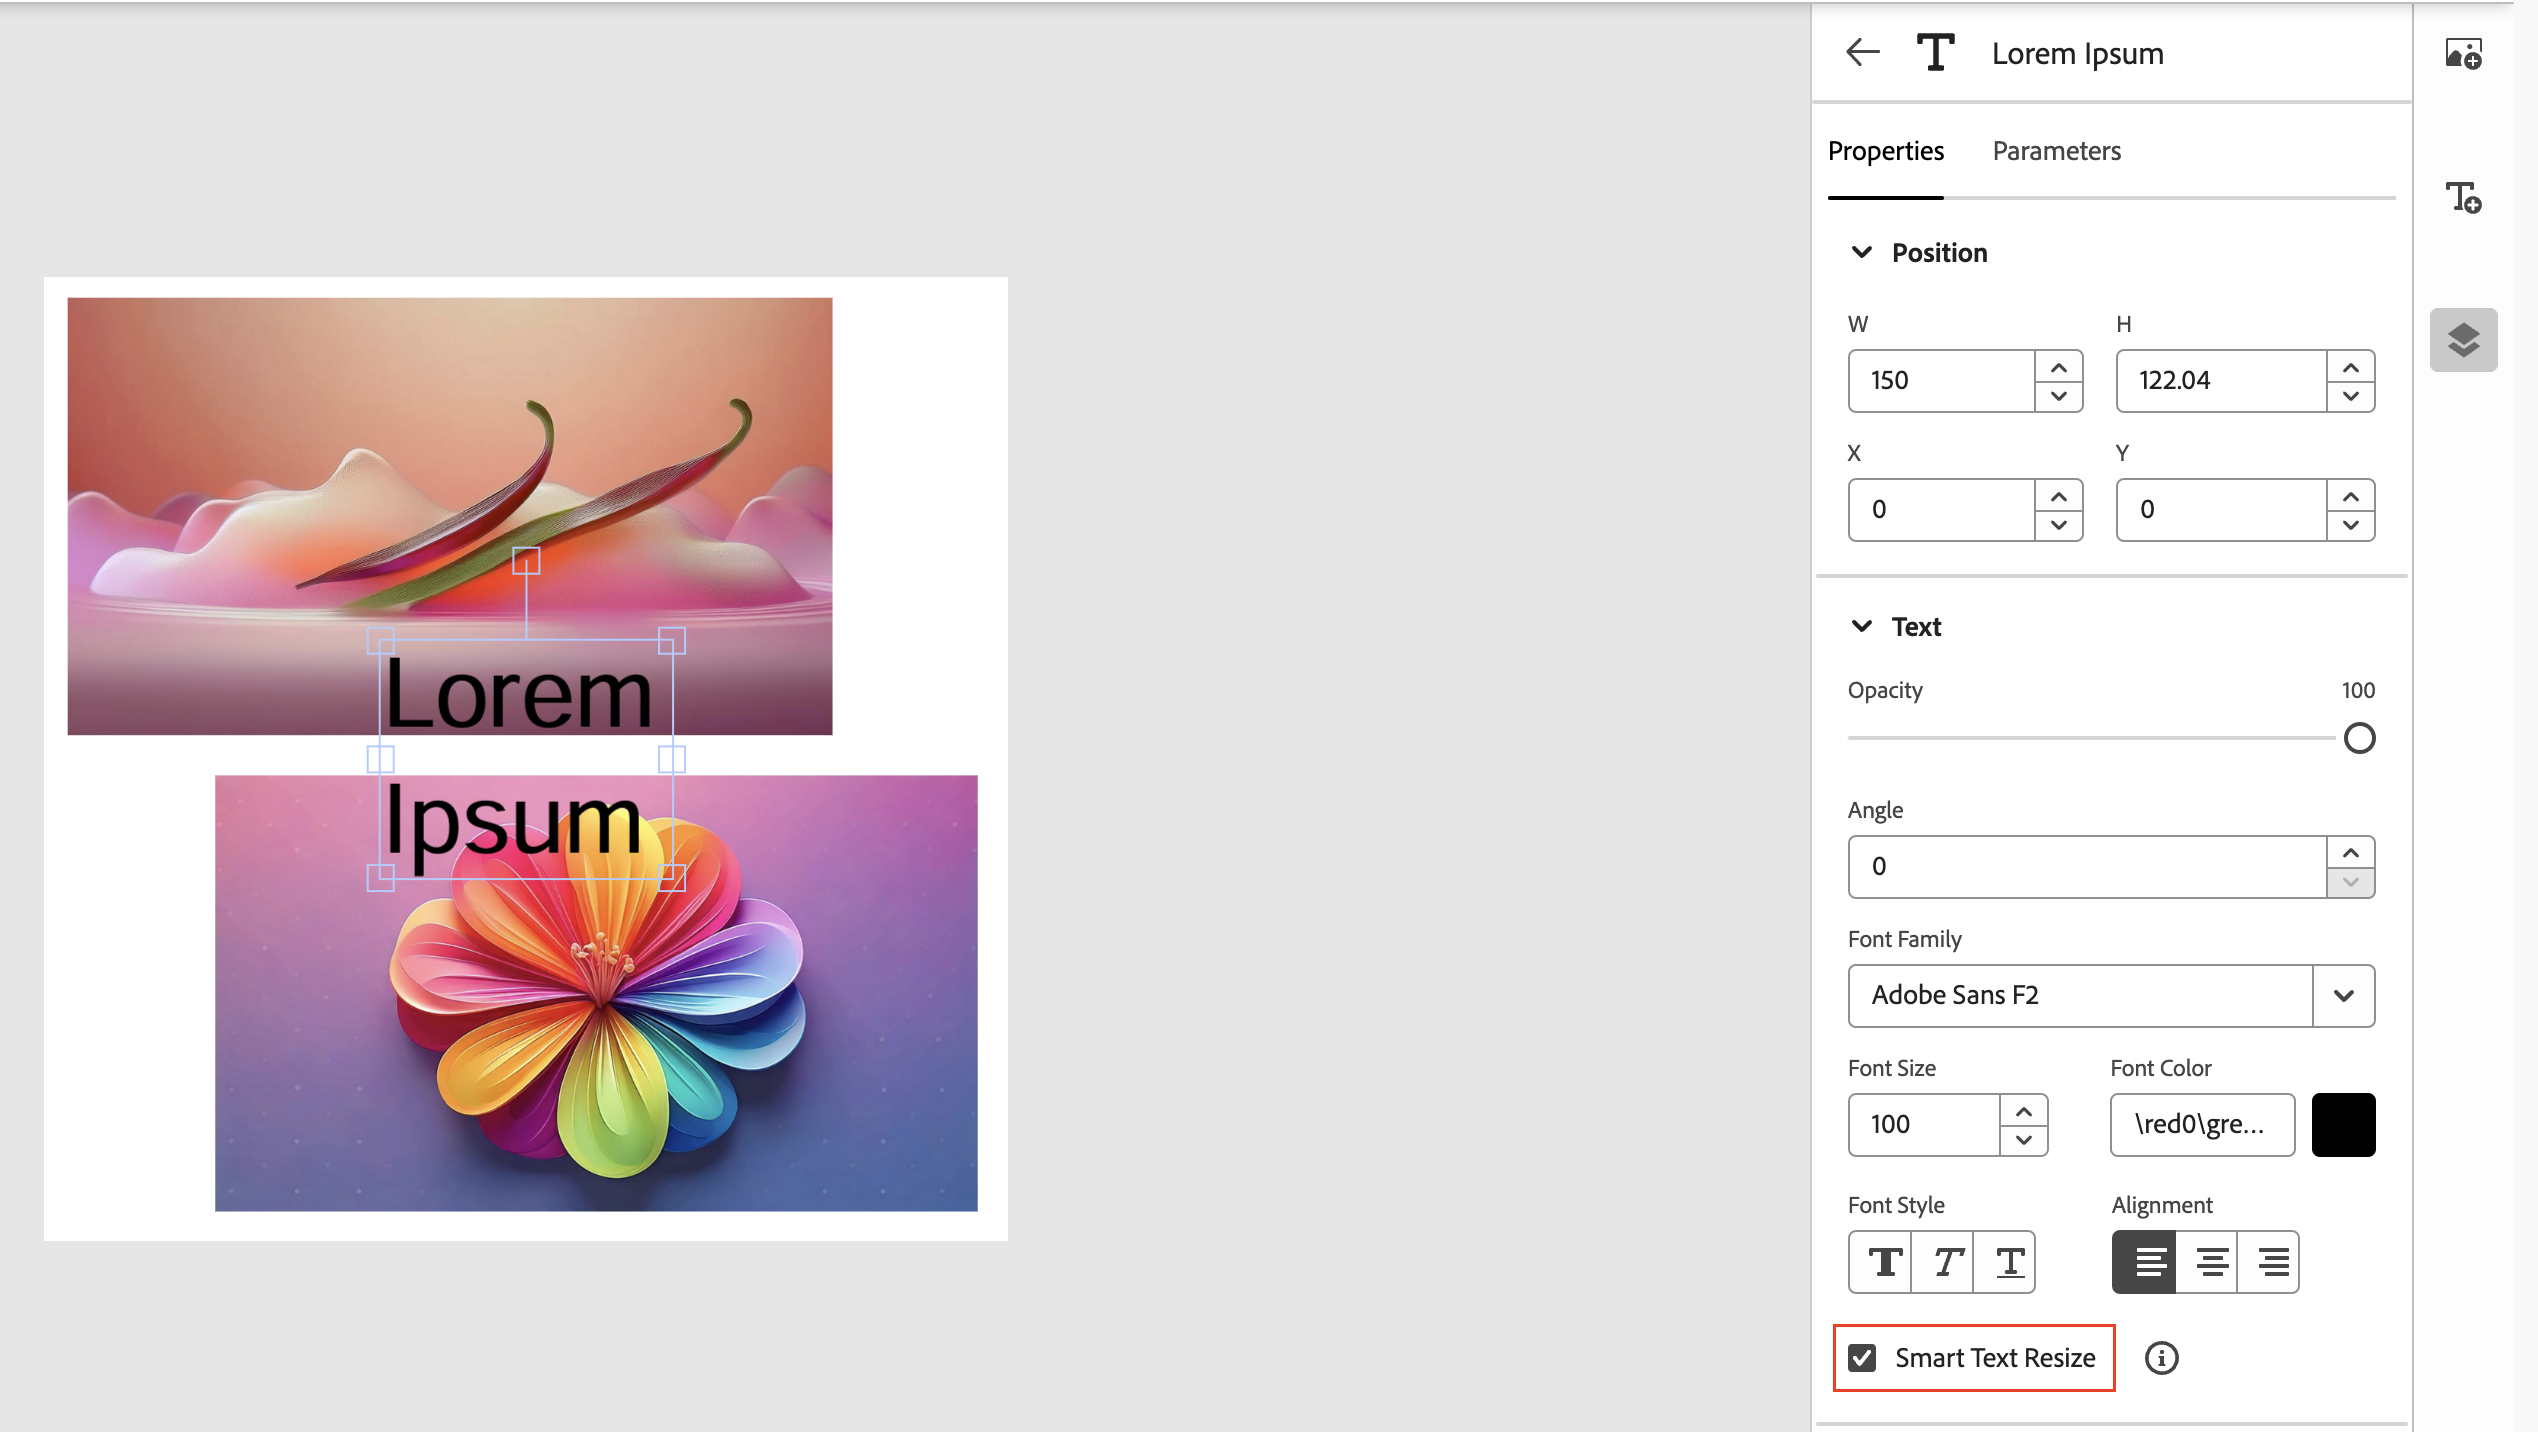 Lorem Ipsum
Properties Parameters
Position
W H
150 122.04
X Y
0 0
Text
Opacity 100
Angle
0
Font Family
Adobe Sans F2
Font Size Font Color
100 \red0\gre...
Font Style Alignment
Smart Text Resize
Lorem
Ipsum